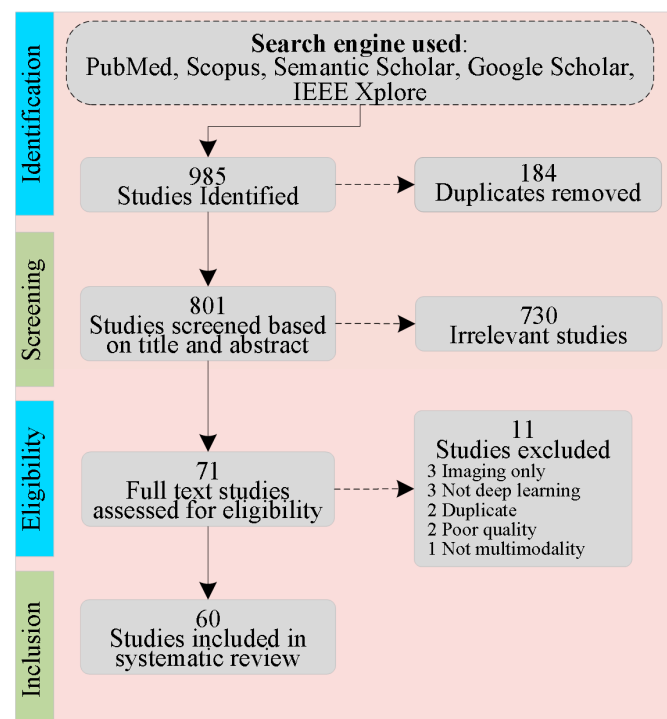 Identification
Search engine used:
PubMed, Scopus, Semantic Scholar, Google Scholar,
IEEE Xplore
985
Studies Identified
184
Duplicates removed
Screening
801
Studies screened based
on title and abstract
730
Irrelevant studies
Eligibility
71
Full text studies
assessed for eligibility
11
Studies excluded
3 Imaging only
3 Not deep learning
2 Duplicate
2 Poor quality
1 Not multimodality
Inclusion
60
Studies included in
systematic review